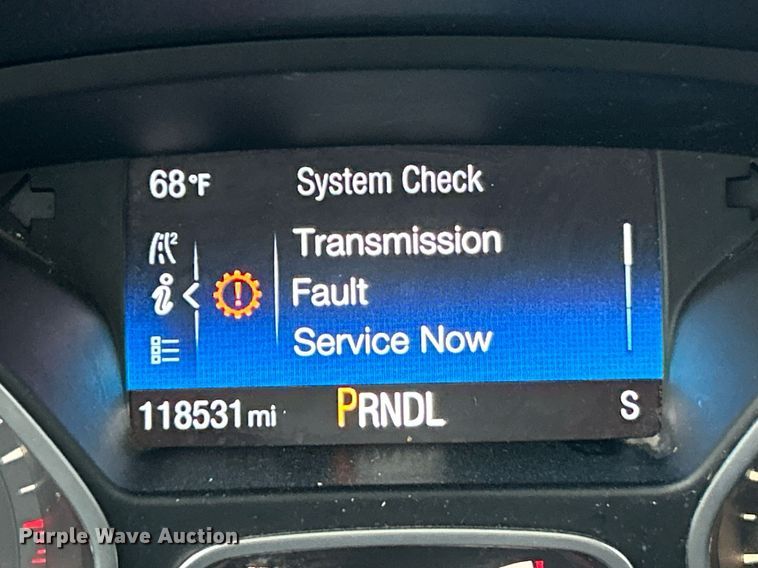 68°F
System Check
Transmission
Fault
Service Now
118531 mi
PRNDL
S
Purple Wave Auction